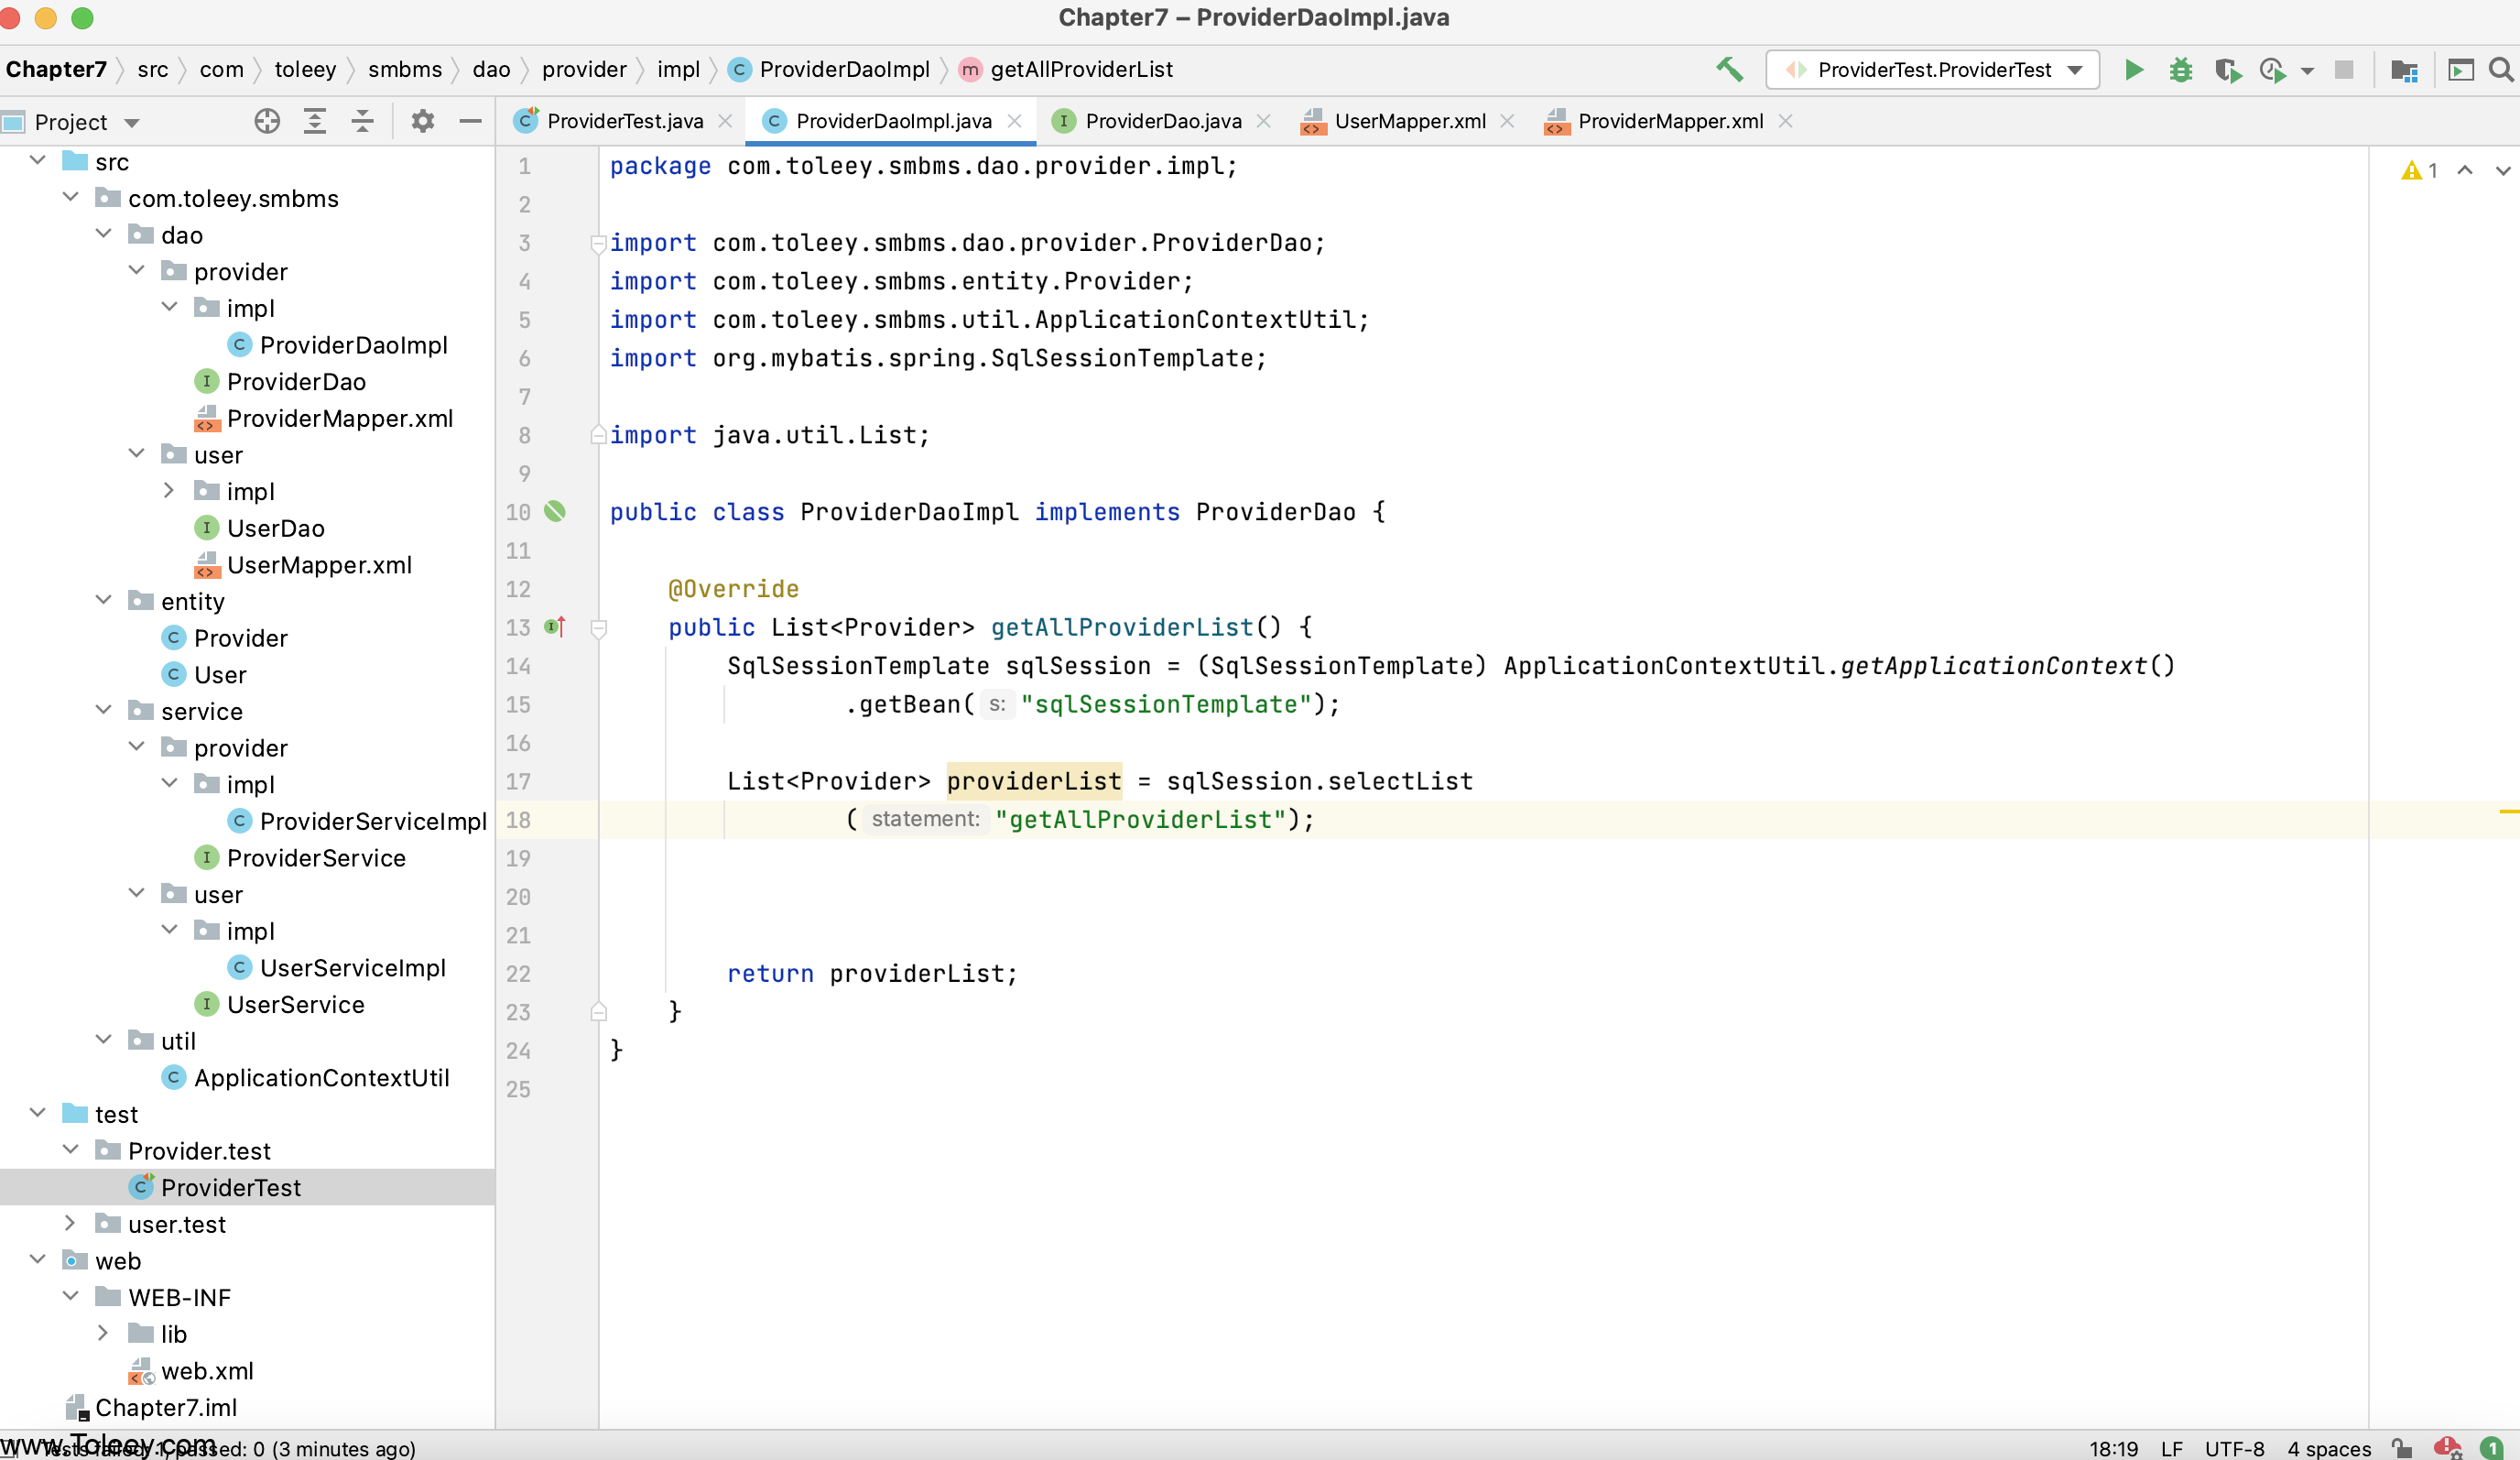 Chapter7 – ProviderDaoImpl.java
Chapter7 src com toleey smbms dao provider impl ProviderDaoImpl getAllProviderList ProviderTest.ProviderTest
Project
ProviderTest.java ProviderDaoImpl.java ProviderDao.java UserMapper.xml ProviderMapper.xml
src
com.toleey.smbms
dao
provider
impl
ProviderDaoImpl
ProviderDao
ProviderMapper.xml
user
impl
UserDao
UserMapper.xml
entity
Provider
User
service
provider
impl
ProviderServiceImpl
ProviderService
user
impl
UserServiceImpl
UserService
util
ApplicationContextUtil
test
Provider.test
ProviderTest
user.test
web
WEB-INF
lib
web.xml
Chapter7.iml
1 package com.toleey.smbms.dao.provider.impl;
2
3 import com.toleey.smbms.dao.provider.ProviderDao;
4 import com.toleey.smbms.entity.Provider;
5 import com.toleey.smbms.util.ApplicationContextUtil;
6 import org.mybatis.spring.SqlSessionTemplate;
7
8 import java.util.List;
9
10 public class ProviderDaoImpl implements ProviderDao {
11
12 @Override
13 public List<Provider> getAllProviderList() {
14 SqlSessionTemplate sqlSession = (SqlSessionTemplate) ApplicationContextUtil.getApplicationContext()
15 .getBean( s: "sqlSessionTemplate");
16
17 List<Provider> providerList = sqlSession.selectList
18 ( statement: "getAllProviderList");
19
20
21
22 return providerList;
23 }
24 }
25
1
www.Toleey.com
Tests failed: 1, passed: 0 (3 minutes ago)
18:19 LF UTF-8 4 spaces 1